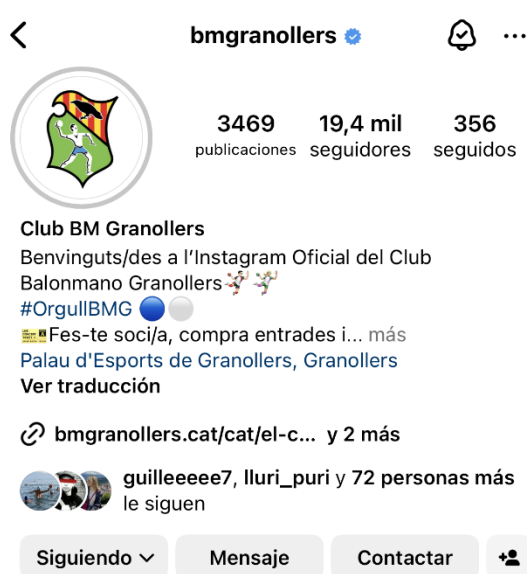 bmgranollers
3469 19,4 mil 356
publicaciones seguidores seguidos
Club BM Granollers
Benvinguts/des a l'Instagram Oficial del Club
Balonmano Granollers
#OrgullBMG
Fes-te soci/a, compra entrades i... más
Palau d'Esports de Granollers, Granollers
Ver traducción
bmgranollers.cat/cat/el-c... y 2 más
guilleeeee7, lluri_puri y 72 personas más
le siguen
Siguiendo Mensaje Contactar